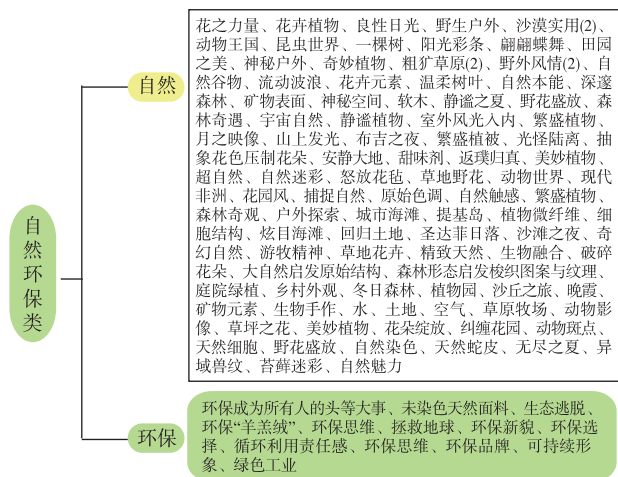 自然环保类
自然
花之力量、花卉植物、良性日光、野生户外、沙漠实用(2)、
动物王国、昆虫世界、一棵树、阳光彩条、翩翩蝶舞、田园
之美、神秘户外、奇妙植物、粗犷草原(2)、野外风情(2)、自
然谷物、流动波浪、花卉元素、温柔树叶、自然本能、深邃
森林、矿物表面、神秘空间、软木、静谧之夏、野花盛放、森
林奇遇、宇宙自然、静谧植物、室外风光入内、繁盛植物、
月之映像、山上发光、布吉之夜、繁盛植被、光怪陆离、抽
象花色压制花朵、安静大地、甜味剂、返璞归真、美妙植物、
超自然、自然迷彩、怒放花毡、草地野花、动物世界、现代
非洲、花园风、捕捉自然、原始色调、自然触感、繁盛植物、
森林奇观、户外探索、城市海滩、提基岛、植物微纤维、细
胞结构、炫目海滩、回归土地、圣达菲日落、沙滩之夜、奇
幻自然、游牧精神、草地花卉、精致天然、生物融合、破碎
花朵、大自然启发原始结构、森林形态启发梭织图案与纹理、
庭院绿植、乡村外观、冬日森林、植物园、沙丘之旅、晚霞、
矿物元素、生物手作、水、土地、空气、草原牧场、动物影
像、草坪之花、美妙植物、花朵绽放、纠缠花园、动物斑点、
天然细胞、野花盛放、自然染色、天然蛇皮、无尽之夏、异
域兽纹、苔藓迷彩、自然魅力
环保
环保成为所有人的头等大事、未染色天然面料、生态逃脱、
环保“羊羔绒”、环保思维、拯救地球、环保新貌、环保选
择、循环利用责任感、环保思维、环保品牌、可持续形
象、绿色工业